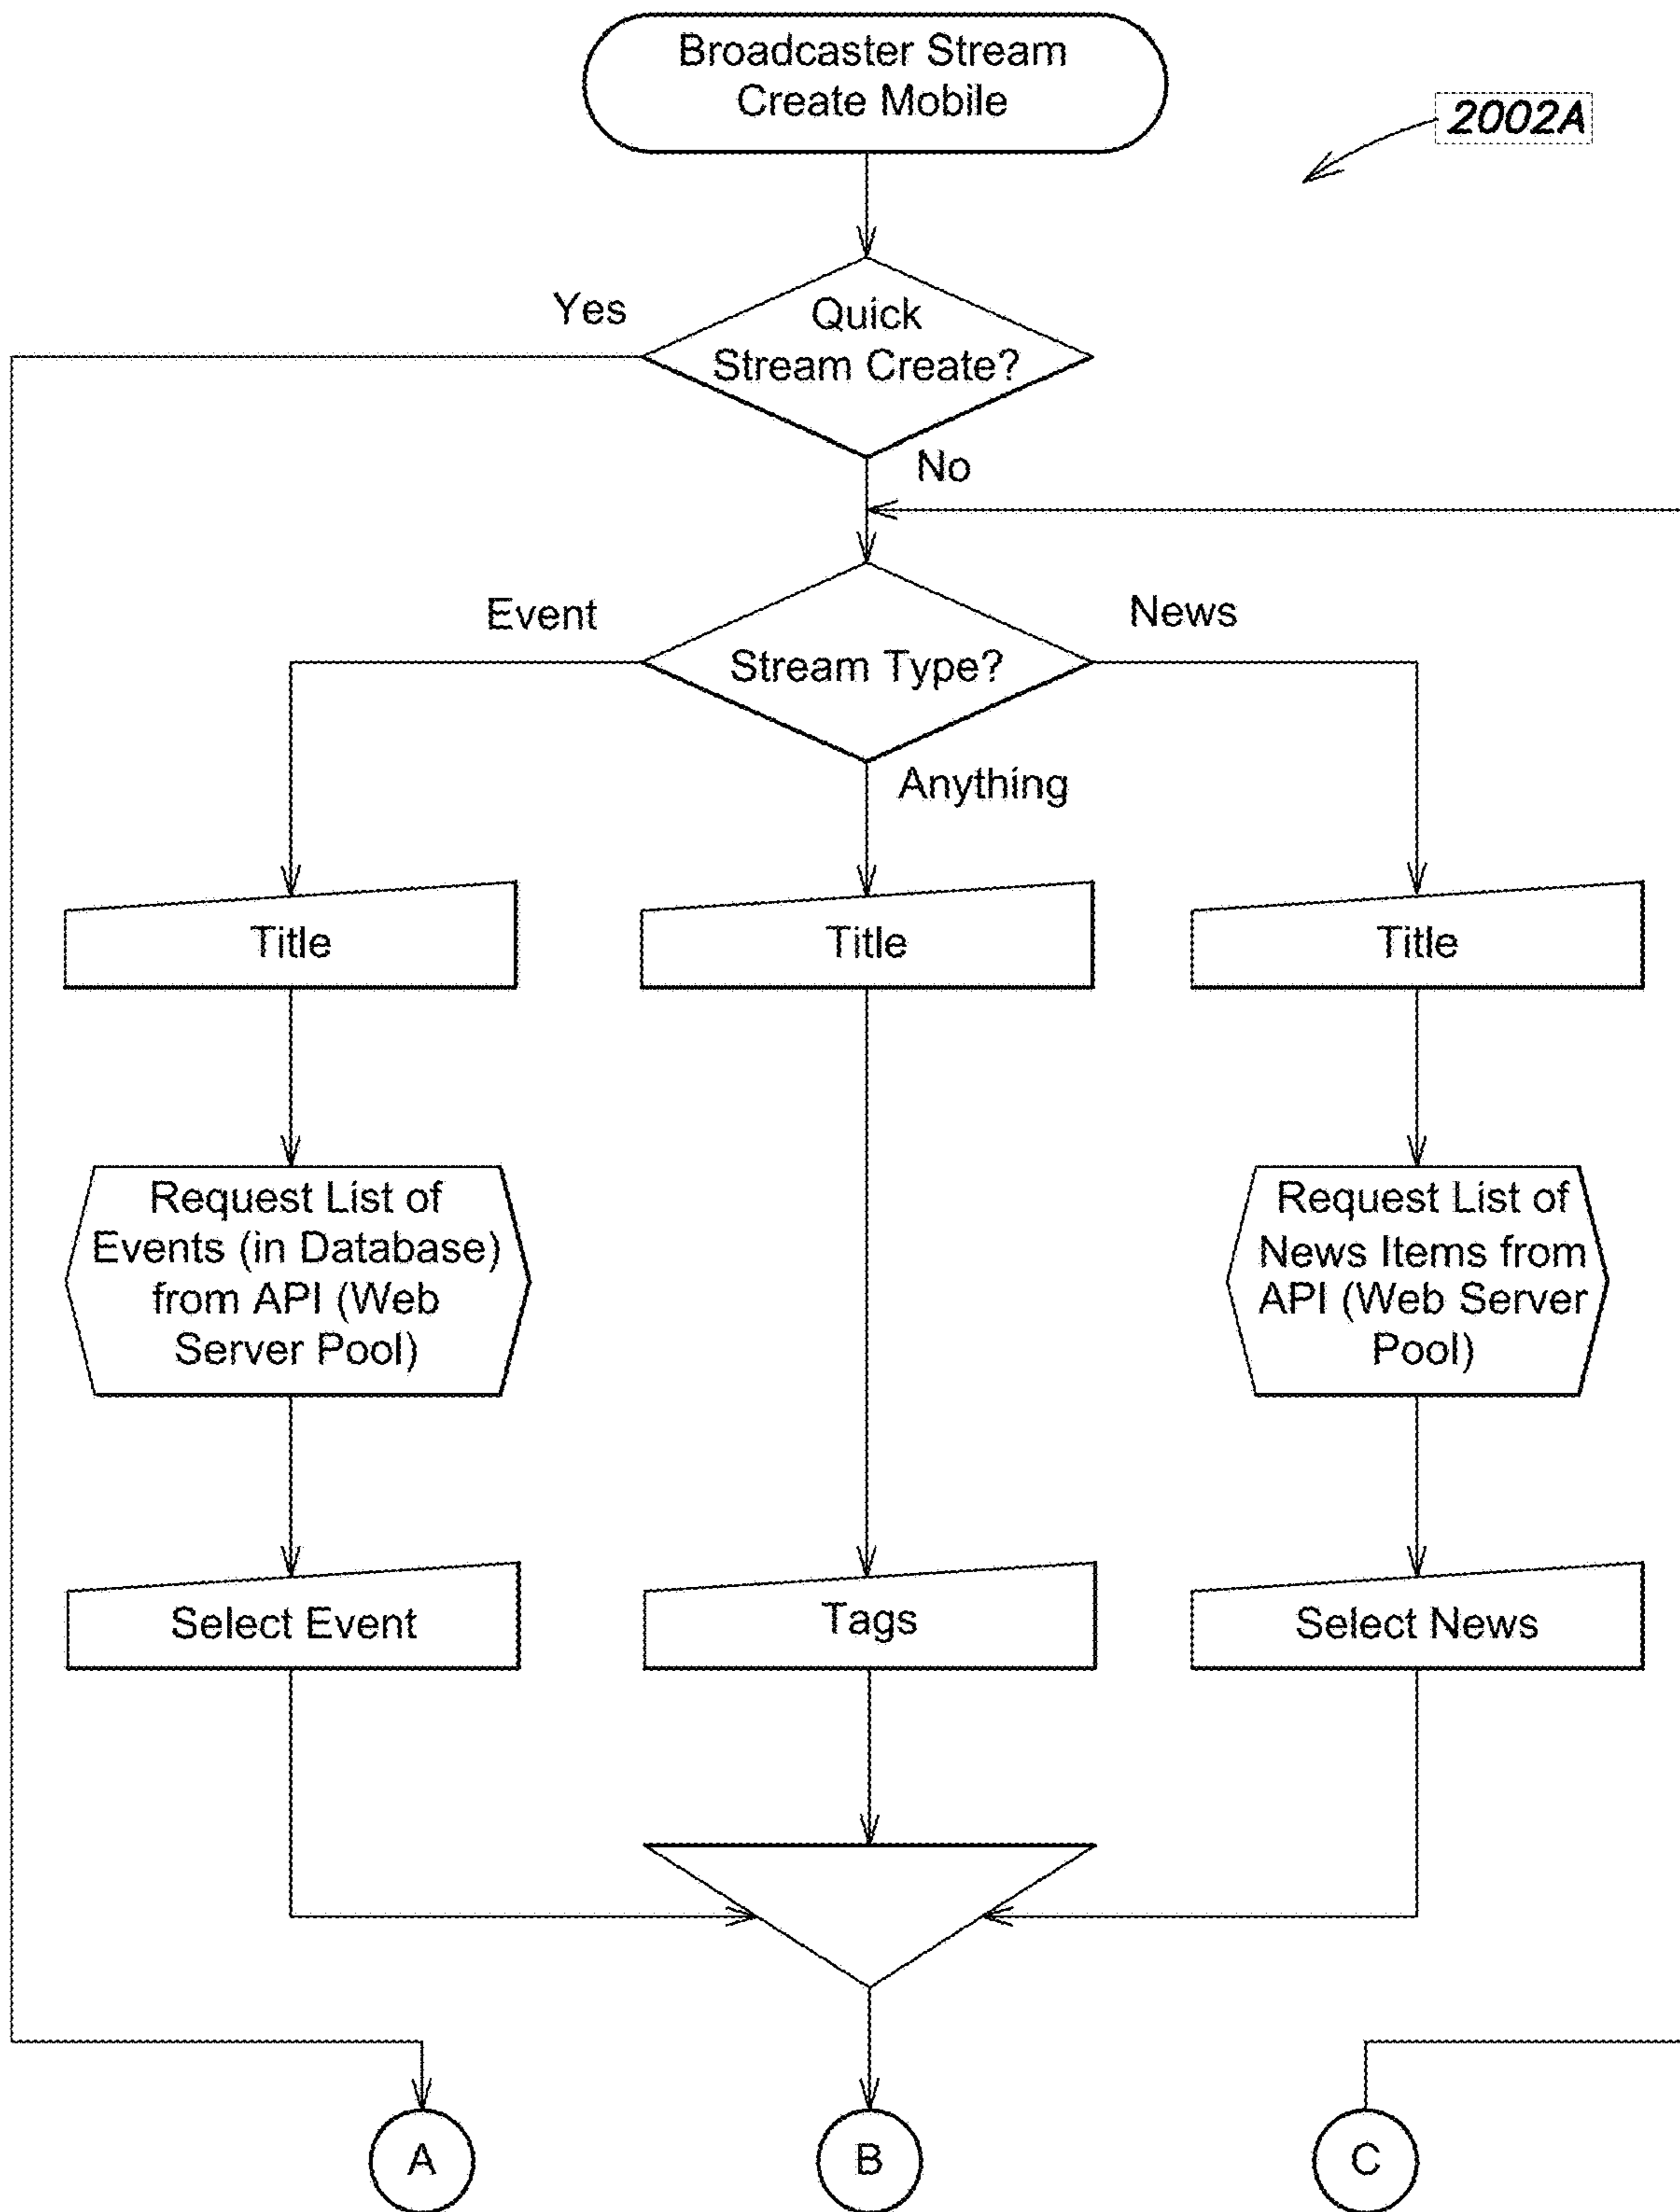 Broadcaster Stream
Create Mobile
2002A
Yes
Quick
Stream Create?
No
Event
News
Stream Type?
Anything
Title
Title
Title
Request List of
Events (in Database)
from API (Web
Server Pool)
Request List of
News Items from
API (Web Server
Pool)
Select Event
Tags
Select News
A
B
C